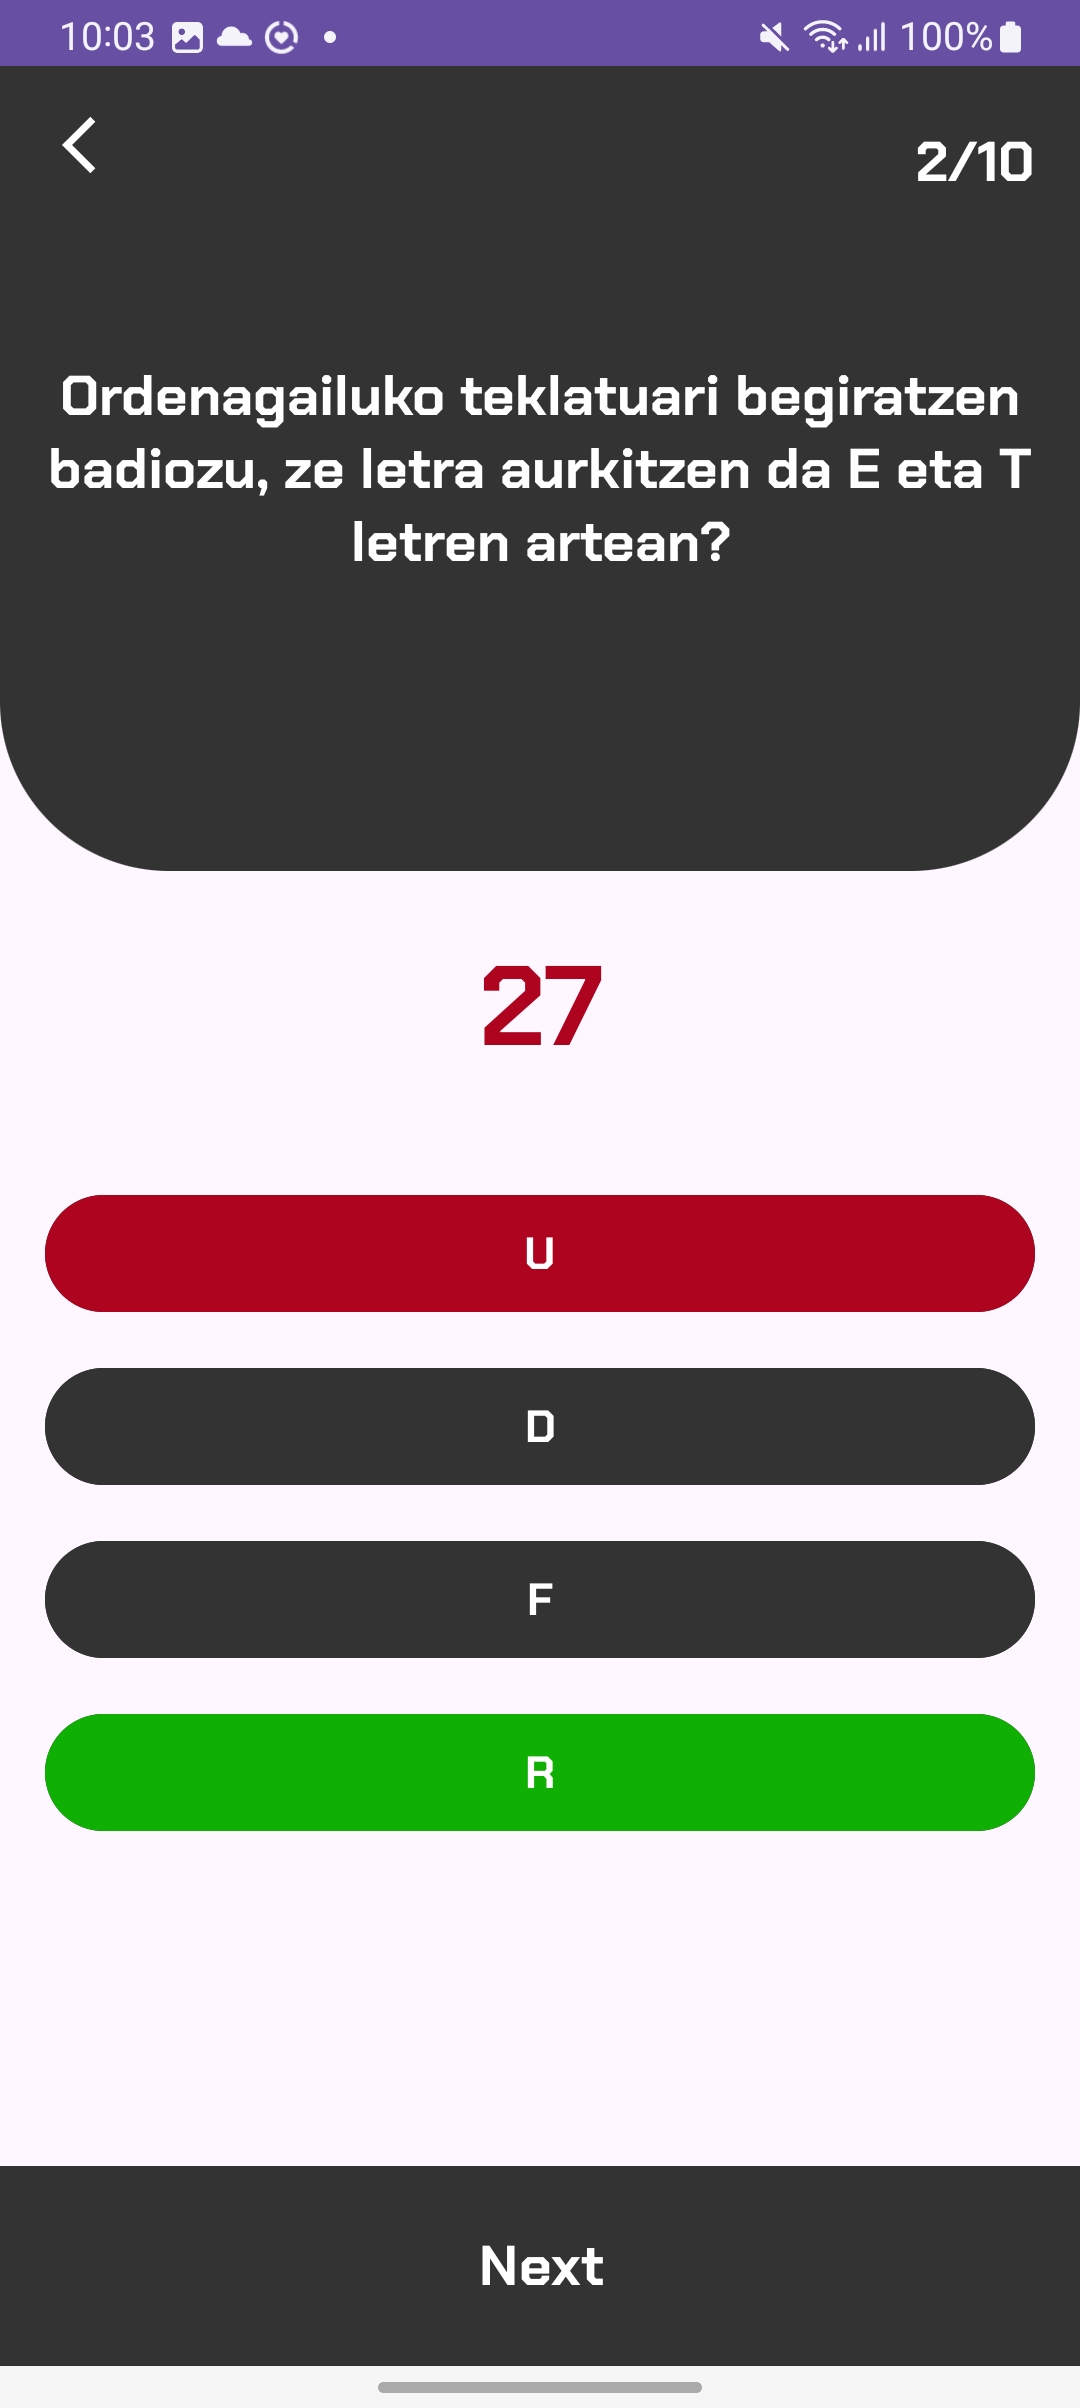 10:03 100%
2/10
Ordenagailuko teklatuari begiratzen
badiozu, ze letra aurkitzen da E eta T
letren artean?
27
U
D
F
R
Next